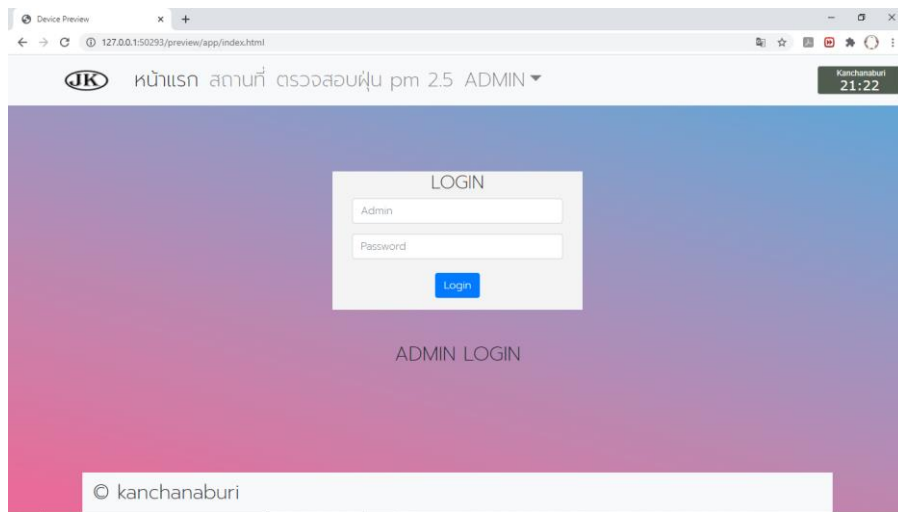 Device Preview
127.0.0.1:50293/preview/app/index.html
JK หน้าแรก สถานที่ ตรวจสอบฝุ่น pm 2.5 ADMIN
Kanchanaburi
21:22
LOGIN
Admin
Password
Login
ADMIN LOGIN
© kanchanaburi